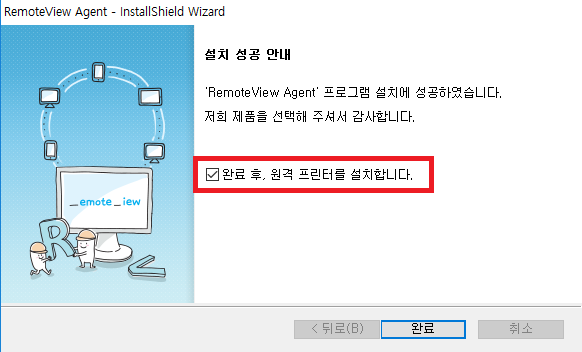 RemoteView Agent - InstallShield Wizard
설치 성공 안내
'RemoteView Agent' 프로그램 설치에 성공하였습니다.
저희 제품을 선택해 주셔서 감사합니다.
완료 후, 원격 프린터를 설치합니다.
_emote _iew
R
V
< 뒤로(B)
완료
취소